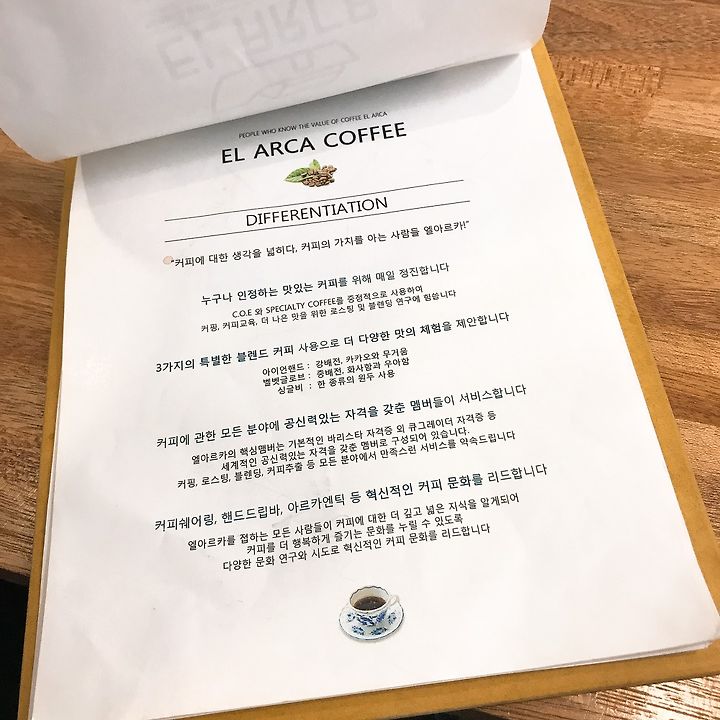 EL ARCA
PEOPLE WHO KNOW THE VALUE OF COFFEE EL ARCA
EL ARCA COFFEE
DIFFERENTIATION
"커피에 대한 생각을 넓히다, 커피의 가치를 아는 사람들 엘아르카!"
누구나 인정하는 맛있는 커피를 위해 매일 정진합니다
C.O.E 와 SPECIALTY COFFEE를 중점적으로 사용하여
커핑, 커피교육, 더 나은 맛을 위한 로스팅 및 블렌딩 연구에 힘씁니다
3가지의 특별한 블렌드 커피 사용으로 더 다양한 맛의 체험을 제안합니다
아이언핸드 : 강배전, 카카오와 무거움
벨벳글로브 : 중배전, 화사함과 우아함
싱글비 ; 한 종류의 원두 사용
커피에 관한 모든 분야에 공신력있는 자격을 갖춘 멤버들이 서비스합니다
엘아르카의 핵심멤버는 기본적인 바리스타 자격증 외 큐그레이더 자격증 등
세계적인 공신력있는 자격을 갖춘 멤버로 구성되어 있습니다.
커핑, 로스팅, 블렌딩, 커피추출 등 모든 분야에서 만족스런 서비스를 약속드립니다
커피쉐어링, 핸드드립바, 아르카엔틱 등 혁신적인 커피 문화를 리드합니다
엘아르카를 접하는 모든 사람들이 커피에 대한 더 깊고 넓은 지식을 알게되어
커피를 더 행복하게 즐기는 문화를 누릴 수 있도록
다양한 문화 연구와 시도로 혁신적인 커피 문화를 리드합니다